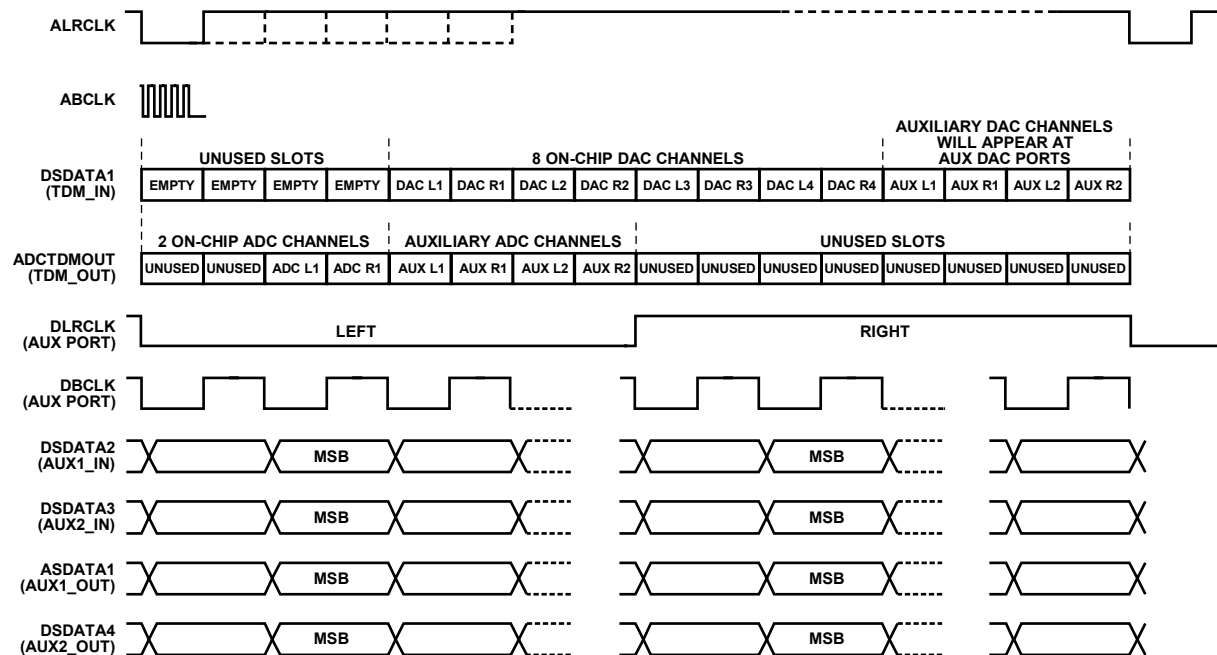 ALRCLK
ABCLK
AUXILIARY DAC CHANNELS
WILL APPEAR AT
AUX DAC PORTS
UNUSED SLOTS
8 ON-CHIP DAC CHANNELS
DSDATA1
(TDM_IN)
EMPTY EMPTY EMPTY EMPTY DAC L1 DAC R1 DAC L2 DAC R2 DAC L3 DAC R3 DAC L4 DAC R4 AUX L1 AUX R1 AUX L2 AUX R2
2 ON-CHIP ADC CHANNELS
AUXILIARY ADC CHANNELS
UNUSED SLOTS
ADCTDMOUT
(TDM_OUT)
UNUSED UNUSED ADC L1 ADC R1 AUX L1 AUX R1 AUX L2 AUX R2 UNUSED UNUSED UNUSED UNUSED UNUSED UNUSED UNUSED UNUSED
DLRCLK
(AUX PORT)
LEFT
RIGHT
DBCLK
(AUX PORT)
DSDATA2
(AUX1_IN)
MSB
MSB
DSDATA3
(AUX2_IN)
MSB
MSB
ASDATA1
(AUX1_OUT)
MSB
MSB
DSDATA4
(AUX2_OUT)
MSB
MSB